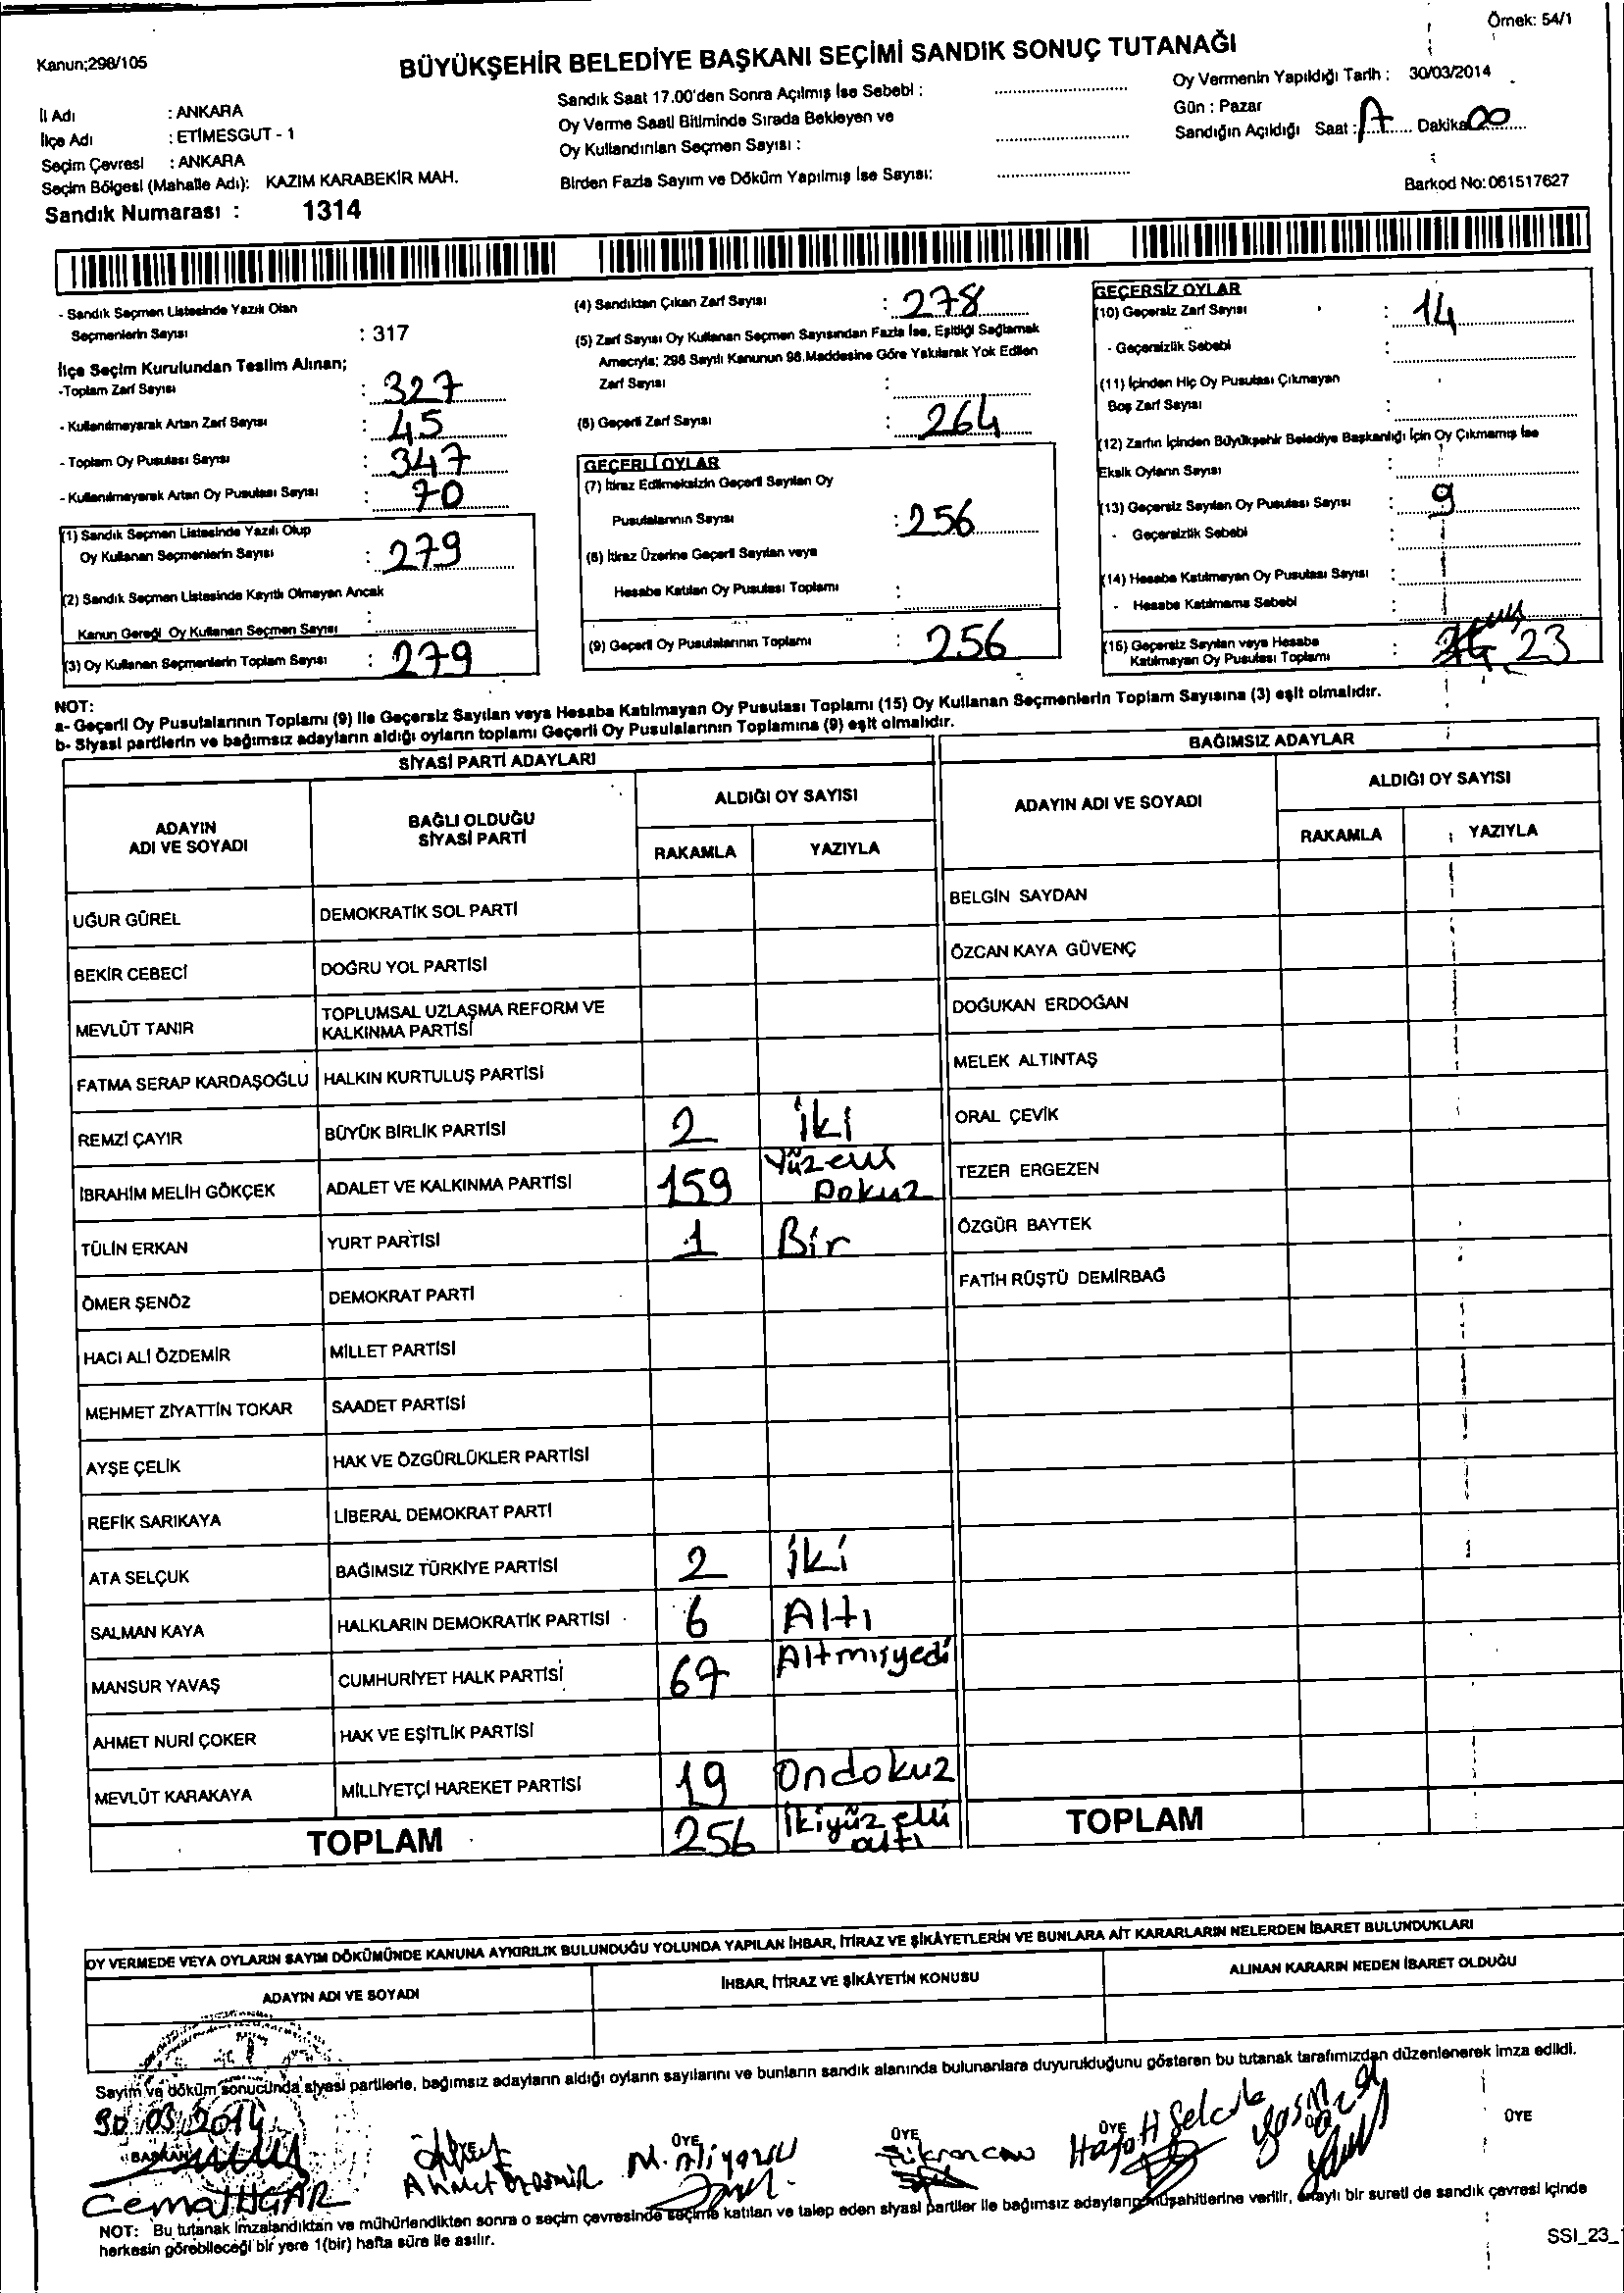 Örnek: 54/1
Kanun;298/105
BÜYÜKŞEHİR BELEDİYE BAŞKANI SEÇİMİ SANDIK SONUÇ TUTANAĞI
İl Adı : ANKARA
İlçe Adı : ETİMESGUT - 1
Seçim Çevresi : ANKARA
Seçim Bölgesi (Mahalle Adı): KAZIM KARABEKİR MAH.
Sandık Numarası : 1314
Sandık Saat 17.00'den Sonra Açılmış İse Sebebi :
Oy Verme Saati Bitiminde Sırada Bekleyen ve
Oy Kullandırılan Seçmen Sayısı :
Birden Fazla Sayım ve Döküm Yapılmış İse Sayısı:
Oy Vermenin Yapıldığı Tarih : 30/03/2014
Gün : Pazar
Sandığın Açıldığı Saat : Dakika 00
Barkod No: 061517627
- Sandık Seçmen Listesinde Yazılı Olan
Seçmenlerin Sayısı : 317
İlçe Seçim Kurulundan Teslim Alınan;
-Toplam Zarf Sayısı : 327
- Kullanılmayarak Artan Zarf Sayısı : 45
- Toplam Oy Pusulası Sayısı : 347
- Kullanılmayarak Artan Oy Pusulası Sayısı : 70
(1) Sandık Seçmen Listesinde Yazılı Olup
Oy Kullanan Seçmenlerin Sayısı : 279
(2) Sandık Seçmen Listesinde Kayıtlı Olmayan Ancak
Kanun Gereği Oy Kullanan Seçmen Sayısı :
(3) Oy Kullanan Seçmenlerin Toplam Sayısı : 279
(4) Sandıktan Çıkan Zarf Sayısı : 278
(5) Zarf Sayısı Oy Kullanan Seçmen Sayısından Fazla İse, Eşitliği Sağlamak
Amacıyla; 298 Sayılı Kanunun 98.Maddesine Göre Yakılarak Yok Edilen
Zarf Sayısı :
(6) Geçerli Zarf Sayısı : 264
GEÇERLİ OYLAR
(7) İtiraz Edilmeksizin Geçerli Sayılan Oy
Pusulalarının Sayısı : 256
(8) İtiraz Üzerine Geçerli Sayılan veya
Hesaba Katılan Oy Pusulası Toplamı :
(9) Geçerli Oy Pusulalarının Toplamı : 256
GEÇERSİZ OYLAR
(10) Geçersiz Zarf Sayısı : 14
- Geçersizlik Sebebi :
(11) İçinden Hiç Oy Pusulası Çıkmayan
Boş Zarf Sayısı :
(12) Zarfın İçinden Büyükşehir Belediye Başkanlığı İçin Oy Çıkmamış İse
Eksik Oyların Sayısı :
(13) Geçersiz Sayılan Oy Pusulası Sayısı : 9
- Geçersizlik Sebebi :
(14) Hesaba Katılmayan Oy Pusulası Sayısı :
- Hesaba Katılmama Sebebi :
(15) Geçersiz Sayılan veya Hesaba
Katılmayan Oy Pusulası Toplamı : 23
NOT:
a- Geçerli Oy Pusulalarının Toplamı (9) ile Geçersiz Sayılan veya Hesaba Katılmayan Oy Pusulası Toplamı (15) Oy Kullanan Seçmenlerin Toplam Sayısına (3) eşit olmalıdır.
b- Siyasi partilerin ve bağımsız adayların aldığı oyların toplamı Geçerli Oy Pusulalarının Toplamına (9) eşit olmalıdır.
SİYASİ PARTİ ADAYLARI
ADAYIN ADI VE SOYADI BAĞLI OLDUĞU SİYASİ PARTİ ALDIĞI OY SAYISI
RAKAMLA YAZIYLA
UĞUR GÜREL DEMOKRATİK SOL PARTİ
BEKİR CEBECİ DOĞRU YOL PARTİSİ
MEVLÜT TANIR TOPLUMSAL UZLAŞMA REFORM VE
KALKINMA PARTİSİ
FATMA SERAP KARDAŞOĞLU HALKIN KURTULUŞ PARTİSİ
REMZİ ÇAYIR BÜYÜK BİRLİK PARTİSİ 2 iki
İBRAHİM MELİH GÖKÇEK ADALET VE KALKINMA PARTİSİ 159 Yüzelli
Dokuz
TÜLİN ERKAN YURT PARTİSİ 1 Bir
ÖMER ŞENÖZ DEMOKRAT PARTİ
HACI ALİ ÖZDEMİR MİLLET PARTİSİ
MEHMET ZİYATTİN TOKAR SAADET PARTİSİ
AYŞE ÇELİK HAK VE ÖZGÜRLÜKLER PARTİSİ
REFİK SARIKAYA LİBERAL DEMOKRAT PARTİ
ATA SELÇUK BAĞIMSIZ TÜRKİYE PARTİSİ 2 iki
SALMAN KAYA HALKLARIN DEMOKRATİK PARTİSİ 6 Altı
MANSUR YAVAŞ CUMHURİYET HALK PARTİSİ 67 Altmışyedi
AHMET NURİ ÇOKER HAK VE EŞİTLİK PARTİSİ
MEVLÜT KARAKAYA MİLLİYETÇİ HAREKET PARTİSİ 19 Ondokuz
TOPLAM 256 İkiyüz elli
altı
BAĞIMSIZ ADAYLAR
ADAYIN ADI VE SOYADI ALDIĞI OY SAYISI
RAKAMLA YAZIYLA
BELGİN SAYDAN
ÖZCAN KAYA GÜVENÇ
DOĞUKAN ERDOĞAN
MELEK ALTINTAŞ
ORAL ÇEVİK
TEZER ERGEZEN
ÖZGÜR BAYTEK
FATİH RÜŞTÜ DEMİRBAĞ
TOPLAM
OY VERMEDE VEYA OYLARIN SAYIM DÖKÜMÜNDE KANUNA AYKIRILIK BULUNDUĞU YOLUNDA YAPILAN İHBAR, İTİRAZ VE ŞİKÂYETLERİN VE BUNLARA AİT KARARLARIN NELERDEN İBARET BULUNDUKLARI
ADAYIN ADI VE SOYADI İHBAR, İTİRAZ VE ŞİKÂYETİN KONUSU ALINAN KARARIN NEDEN İBARET OLDUĞU
Sayım ve döküm sonucunda siyasi partilerle, bağımsız adayların aldığı oyların sayılarını ve bunların sandık alanında bulunanlara duyurulduğunu gösteren bu tutanak tarafımızdan düzenlenerek imza edildi.
30.03.2014
BAŞKAN ÜYE ÜYE ÜYE ÜYE ÜYE
Cemal UÇAR
NOT: Bu tutanak imzalandıktan ve mühürlendikten sonra o seçim çevresinde seçime katılan ve talep eden siyasi partiler ile bağımsız adayların müşahitlerine verilir, onaylı bir sureti de sandık çevresi içinde
herkesin görebileceği bir yere 1(bir) hafta süre ile asılır.
SSI_23_